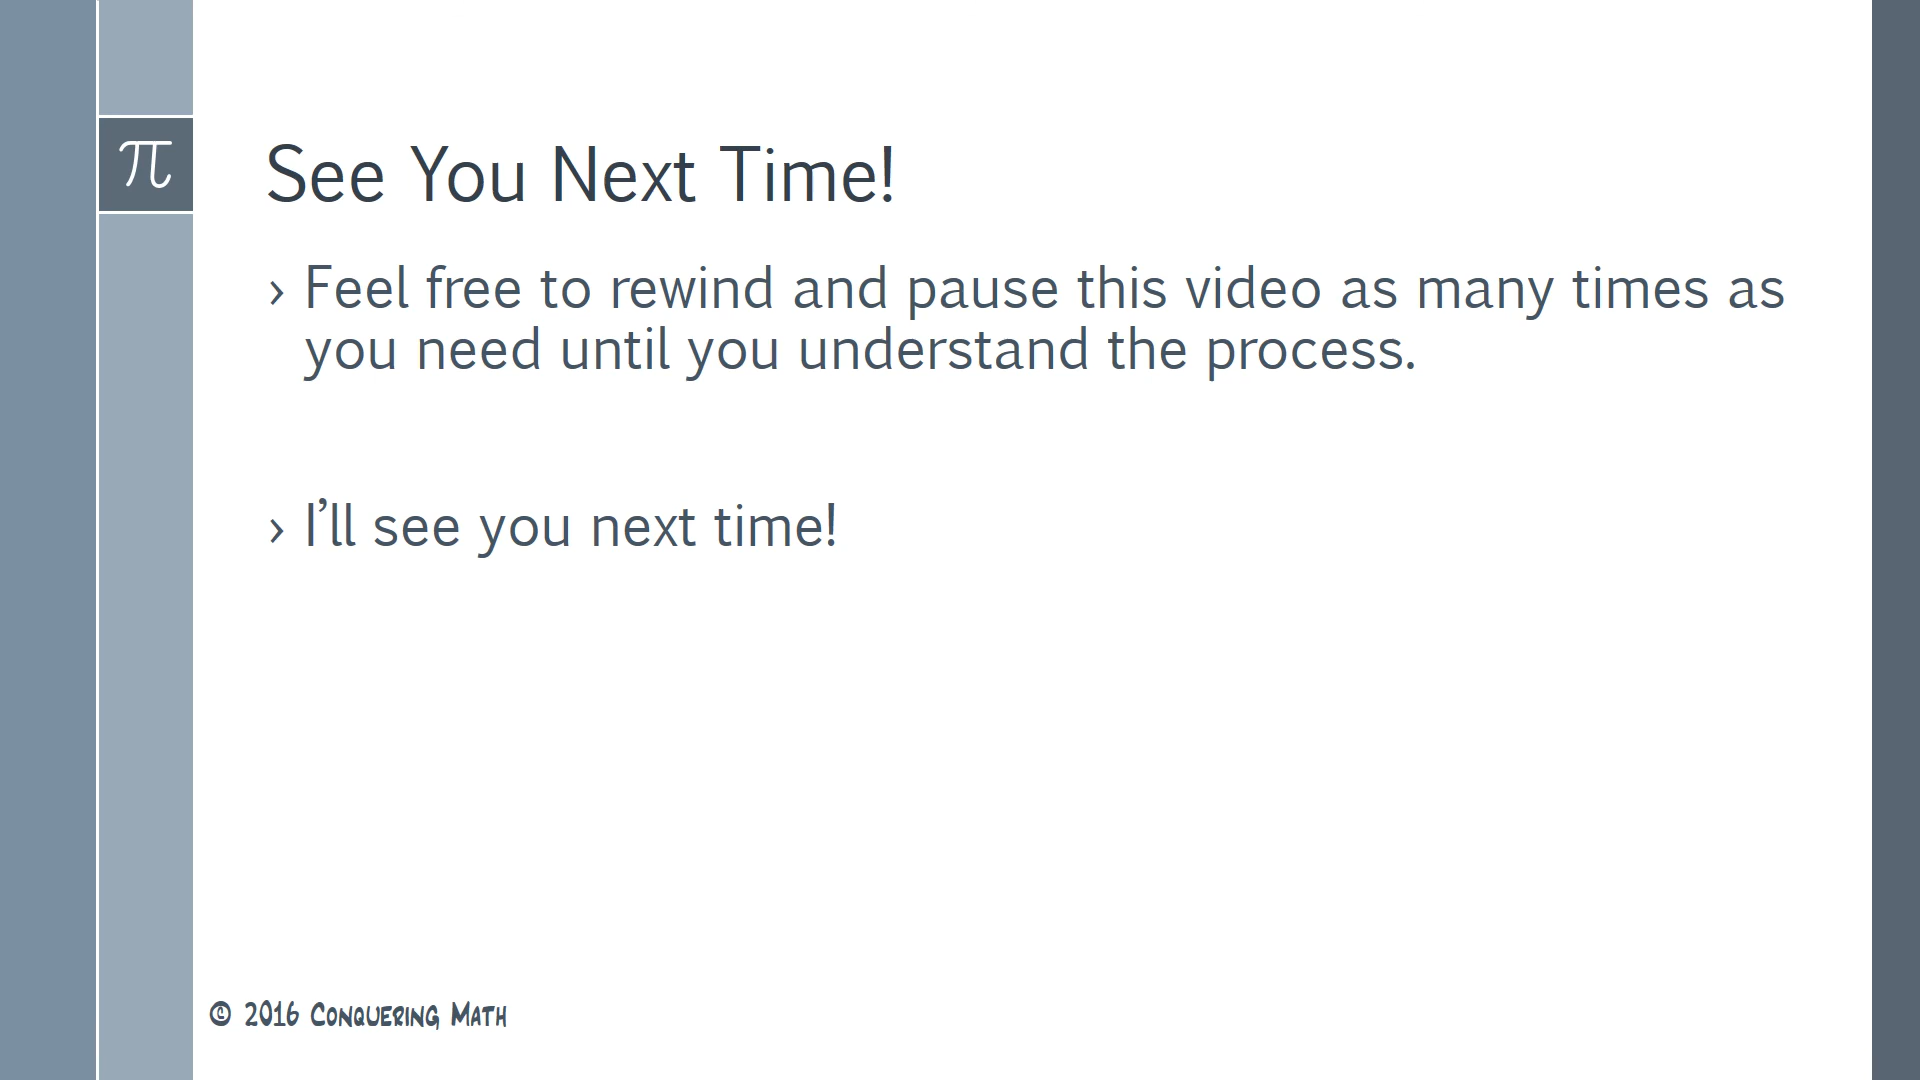 π
See You Next Time!
› Feel free to rewind and pause this video as many times as
you need until you understand the process.
› I’ll see you next time!
© 2016 Conquering Math